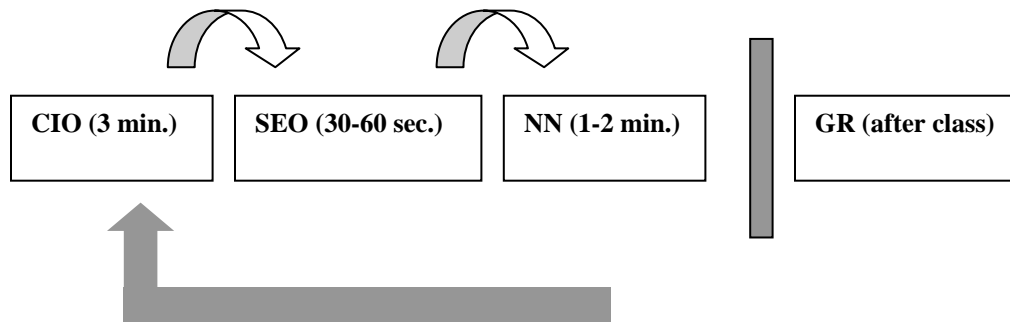 CIO (3 min.)
SEO (30-60 sec.)
NN (1-2 min.)
GR (after class)